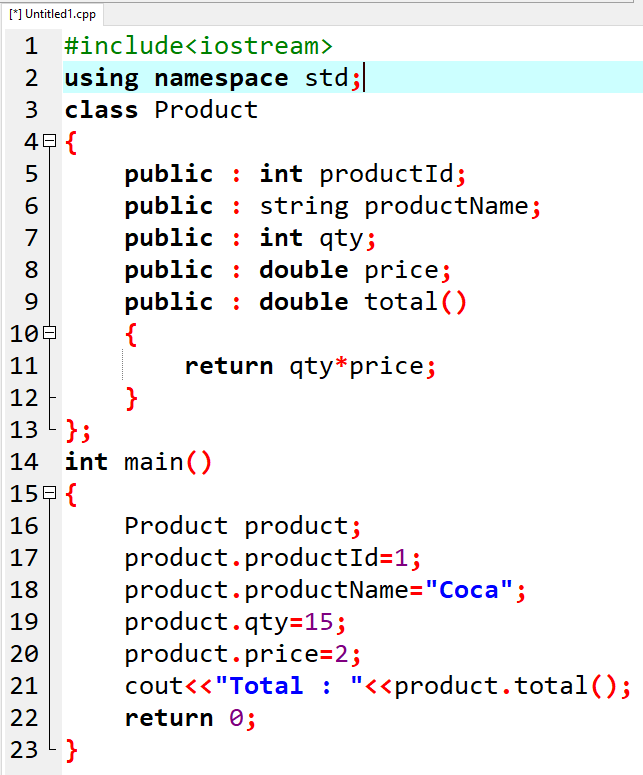 [*] Untitled1.cpp
1 #include<iostream>
2 using namespace std;
3 class Product
4 {
5 public : int productId;
6 public : string productName;
7 public : int qty;
8 public : double price;
9 public : double total()
10 {
11 return qty*price;
12 }
13 };
14 int main()
15 {
16 Product product;
17 product.productId=1;
18 product.productName="Coca";
19 product.qty=15;
20 product.price=2;
21 cout<<"Total : "<<product.total();
22 return 0;
23 }